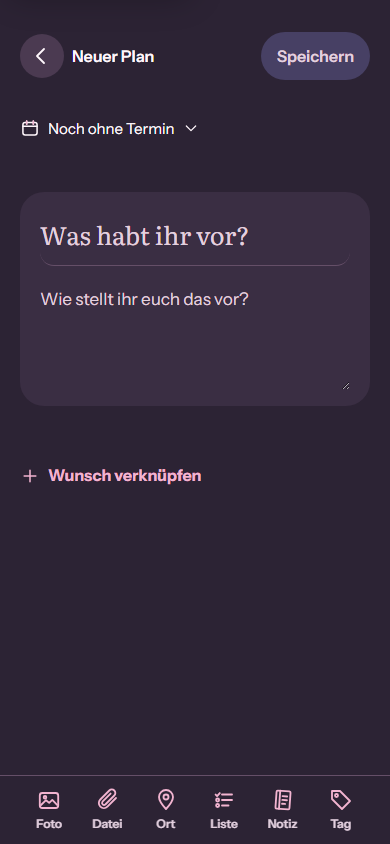 Neuer Plan
Speichern
Noch ohne Termin
Was habt ihr vor?
Wie stellt ihr euch das vor?
Wunsch verknüpfen
Foto
Datei
Ort
Liste
Notiz
Tag